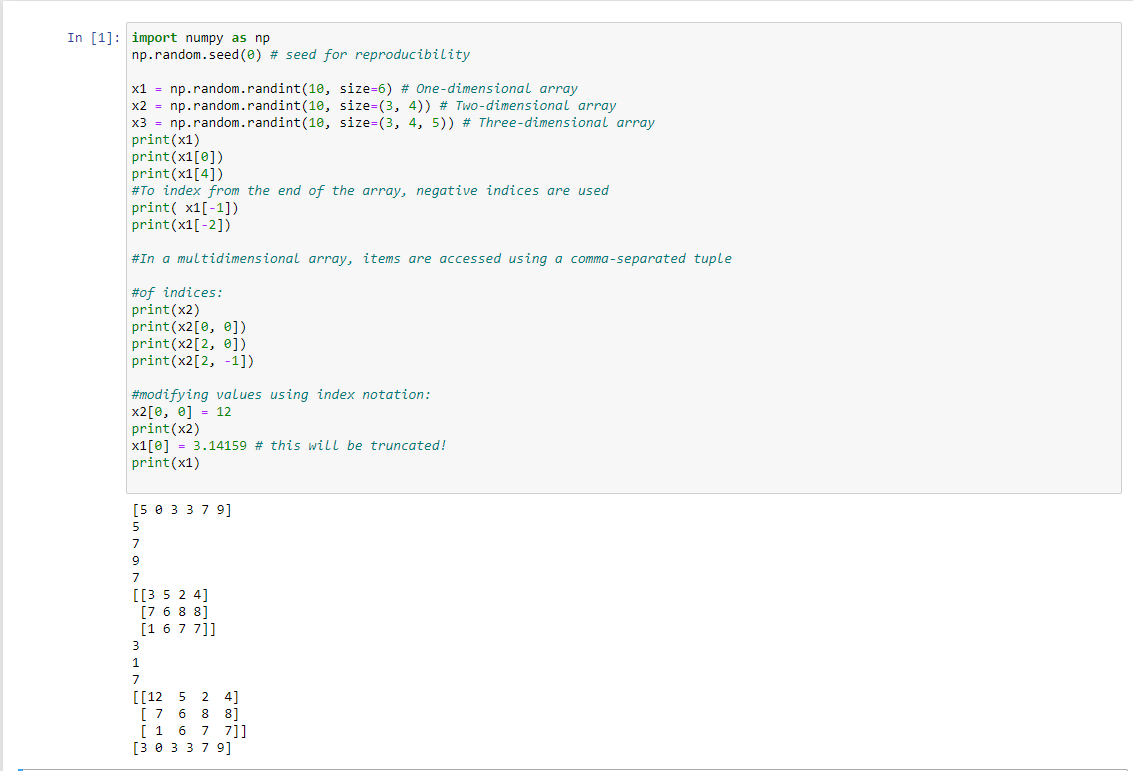 In [1]: import numpy as np
np.random.seed(0) # seed for reproducibility
x1 = np.random.randint(10, size=6) # One-dimensional array
x2 = np.random.randint(10, size=(3, 4)) # Two-dimensional array
x3 = np.random.randint(10, size=(3, 4, 5)) # Three-dimensional array
print(x1)
print(x1[0])
print(x1[4])
#To index from the end of the array, negative indices are used
print( x1[-1])
print(x1[-2])
#In a multidimensional array, items are accessed using a comma-separated tuple
#of indices:
print(x2)
print(x2[0, 0])
print(x2[2, 0])
print(x2[2, -1])
#modifying values using index notation:
x2[0, 0] = 12
print(x2)
x1[0] = 3.14159 # this will be truncated!
print(x1)
[5 0 3 3 7 9]
5
7
9
7
[[3 5 2 4]
 [7 6 8 8]
 [1 6 7 7]]
3
1
7
[[12  5  2  4]
 [ 7  6  8  8]
 [ 1  6  7  7]]
[3 0 3 3 7 9]